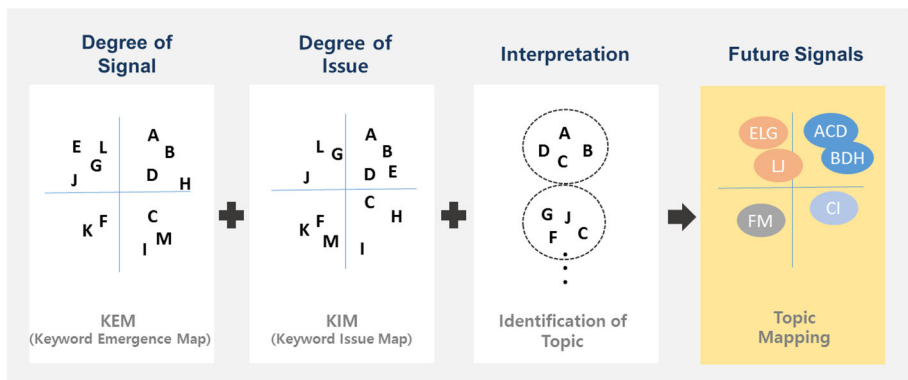 Degree of
Signal
Degree of
Issue
Interpretation
Future Signals
E L
G
J
A
B
D
H
K F
C
M
I
KEM
(Keyword Emergence Map)
L
G
J
A
B
D E
C
H
K F
M
I
KIM
(Keyword Issue Map)
A
D B
C
G J
F C
Identification of
Topic
ELG
LJ
ACD
BDH
FM
CI
Topic
Mapping